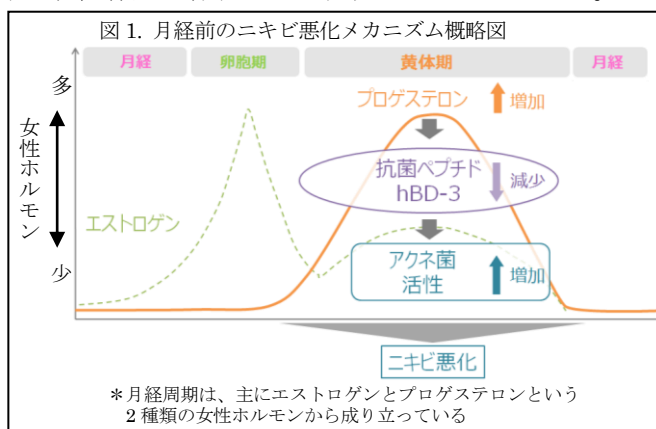 図1. 月経前のニキビ悪化メカニズム概略図
月経 卵胞期 黄体期 月経
多
女性ホルモン
少
プロゲステロン 増加
抗菌ペプチド
hBD-3
減少
エストロゲン
アクネ菌
活性
増加
ニキビ悪化
*月経周期は、主にエストロゲンとプロゲステロンという
2種類の女性ホルモンから成り立っている